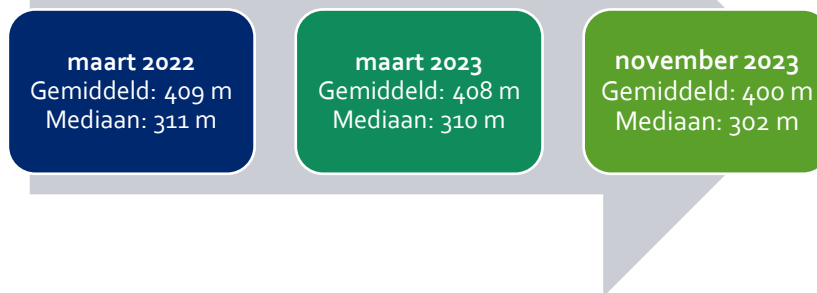 maart 2022
Gemiddeld: 409 m
Mediaan: 311 m
maart 2023
Gemiddeld: 408 m
Mediaan: 310 m
november 2023
Gemiddeld: 400 m
Mediaan: 302 m